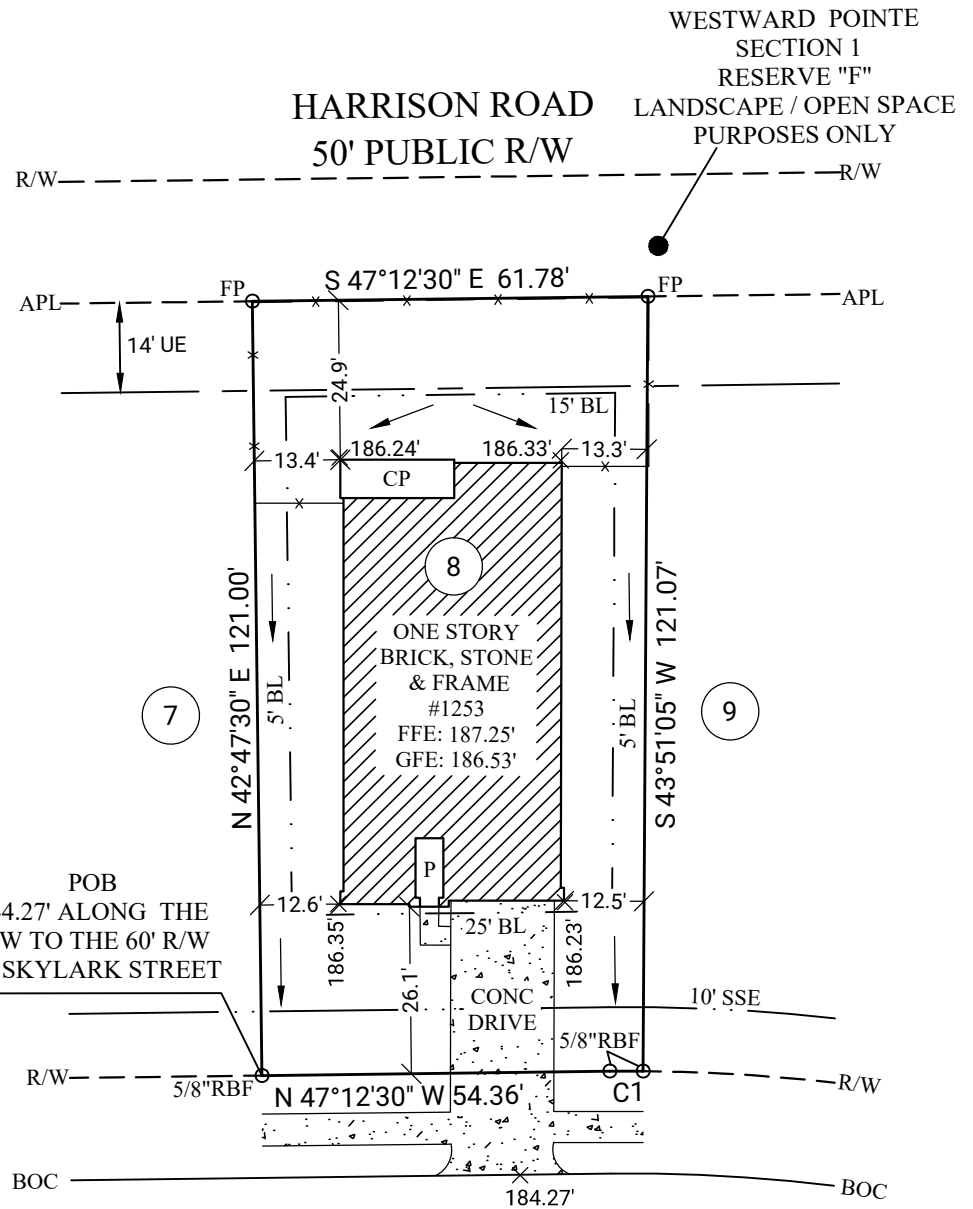 WESTWARD POINTE
SECTION 1
RESERVE "F"
LANDSCAPE / OPEN SPACE
PURPOSES ONLY
HARRISON ROAD
50' PUBLIC R/W
R/W
R/W
FP
S 47°12'30" E 61.78'
FP
APL
APL
14' UE
24.9'
15' BL
13.4'
186.24'
186.33'
13.3'
CP
8
N 42°47'30" E 121.00'
5' BL
ONE STORY
BRICK, STONE
& FRAME
#1253
FFE: 187.25'
GFE: 186.53'
5' BL
S 43°51'05" W 121.07'
7
9
P
POB
4.27' ALONG THE
W TO THE 60' R/W
SKYLARK STREET
12.6'
186.35'
25' BL
12.5'
186.23'
26.1'
CONC
DRIVE
10' SSE
5/8"RBF
R/W
5/8"RBF
N 47°12'30" W 54.36'
C1
R/W
BOC
184.27'
BOC